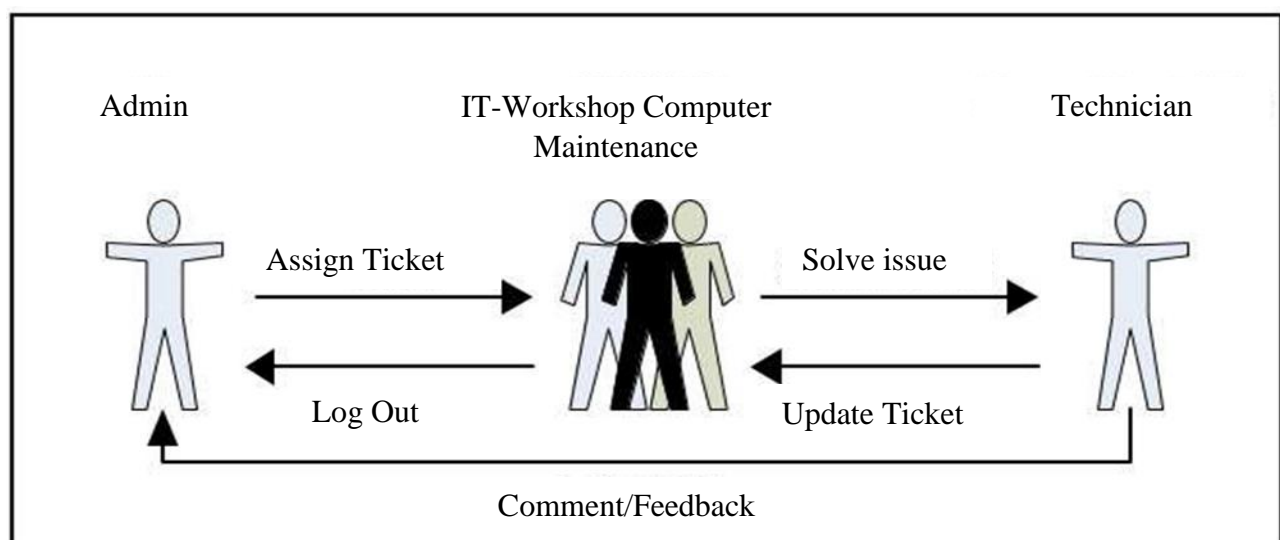 Admin
IT-Workshop Computer
Maintenance
Technician
Assign Ticket
Solve issue
Log Out
Update Ticket
Comment/Feedback